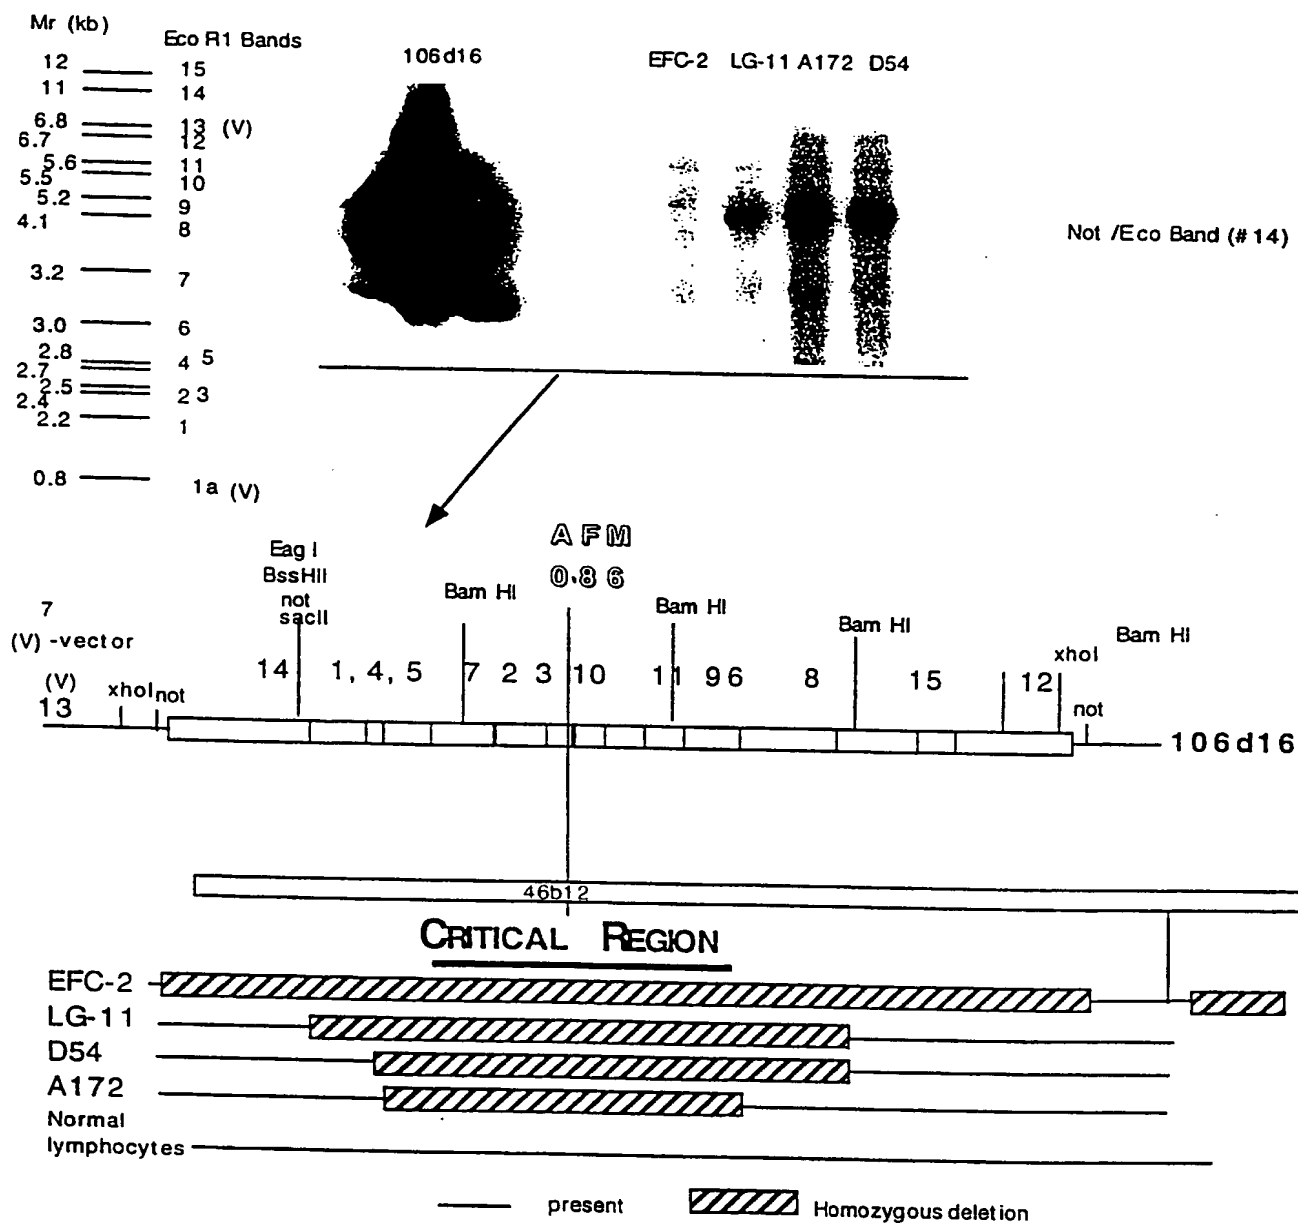 Mr (kb)
Eco R1 Bands
12 15
11 14
6.8 13 (V)
6.7 12
5.6 11
5.5 10
5.2 9
4.1 8
3.2 7
3.0 6
2.8 5
2.7 4
2.5 3
2.4 2
2.2 1
0.8 1a (V)
106d16
EFC-2 LG-11 A172 D54
Not /Eco Band (#14)
Eag I
BssHII
not
sacII
Bam HI
AFM
0.86
Bam HI
Bam HI
xhoI
Bam HI
7
(V) -vector
(V)
13
xhoI not
14 1, 4, 5 7 2 3 10 11 9 6 8 15 12
not
106d16
46b12
CRITICAL REGION
EFC-2
LG-11
D54
A172
Normal
lymphocytes
present
Homozygous deletion